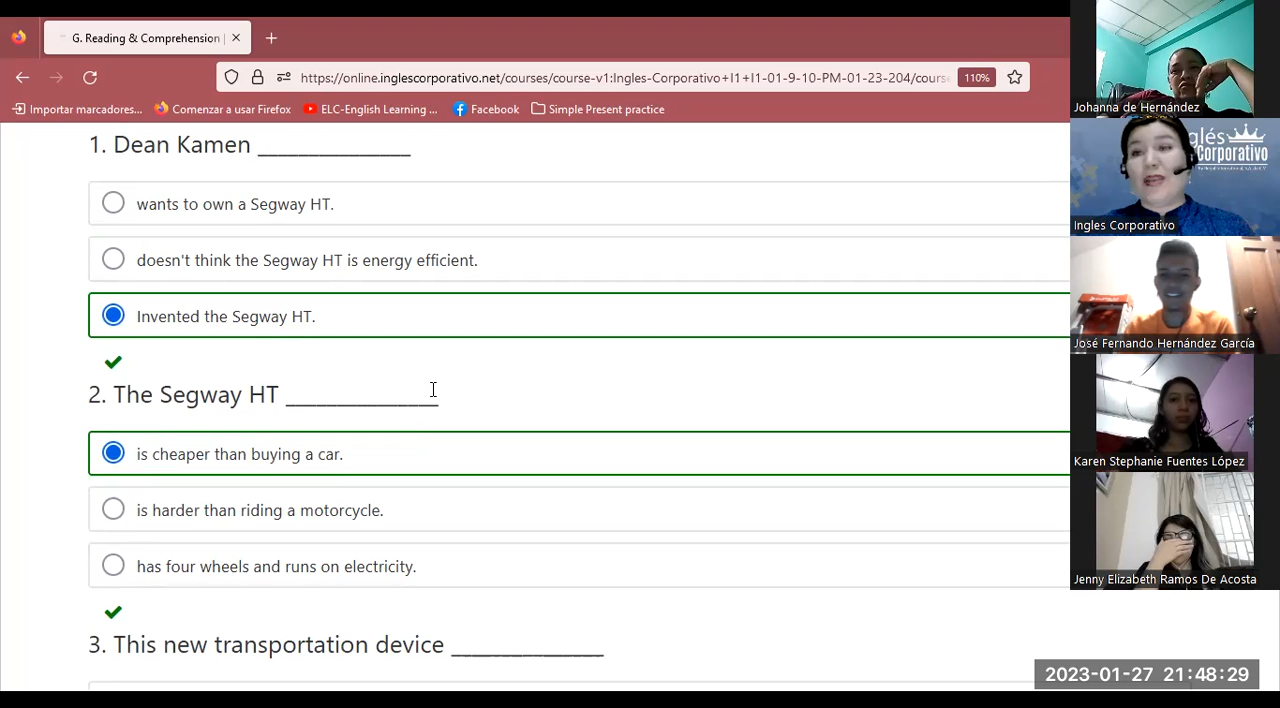 G. Reading & Comprehension |
https://online.inglescorporativo.net/courses/course-v1:Ingles-Corporativo+I1+I1-01-9-10-PM-01-23-204/cours
110%
Importar marcadores...
Comenzar a usar Firefox
ELC-English Learning ...
Facebook
Simple Present practice
1. Dean Kamen _______________
wants to own a Segway HT.
doesn't think the Segway HT is energy efficient.
Invented the Segway HT.
2. The Segway HT _______________
is cheaper than buying a car.
is harder than riding a motorcycle.
has four wheels and runs on electricity.
3. This new transportation device _______________
Johanna de Hernández
glés
Corporativo
Ingles Corporativo
José Fernando Hernández García
Karen Stephanie Fuentes López
Jenny Elizabeth Ramos De Acosta
2023-01-27 21:48:29